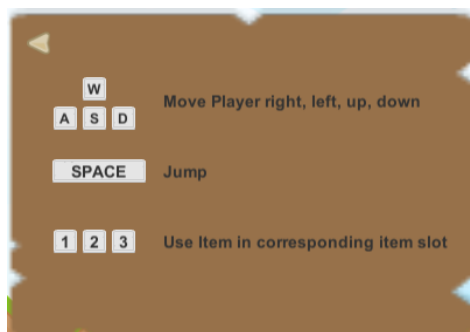 W
A S D
Move Player right, left, up, down
SPACE
Jump
1 2 3
Use Item in corresponding item slot